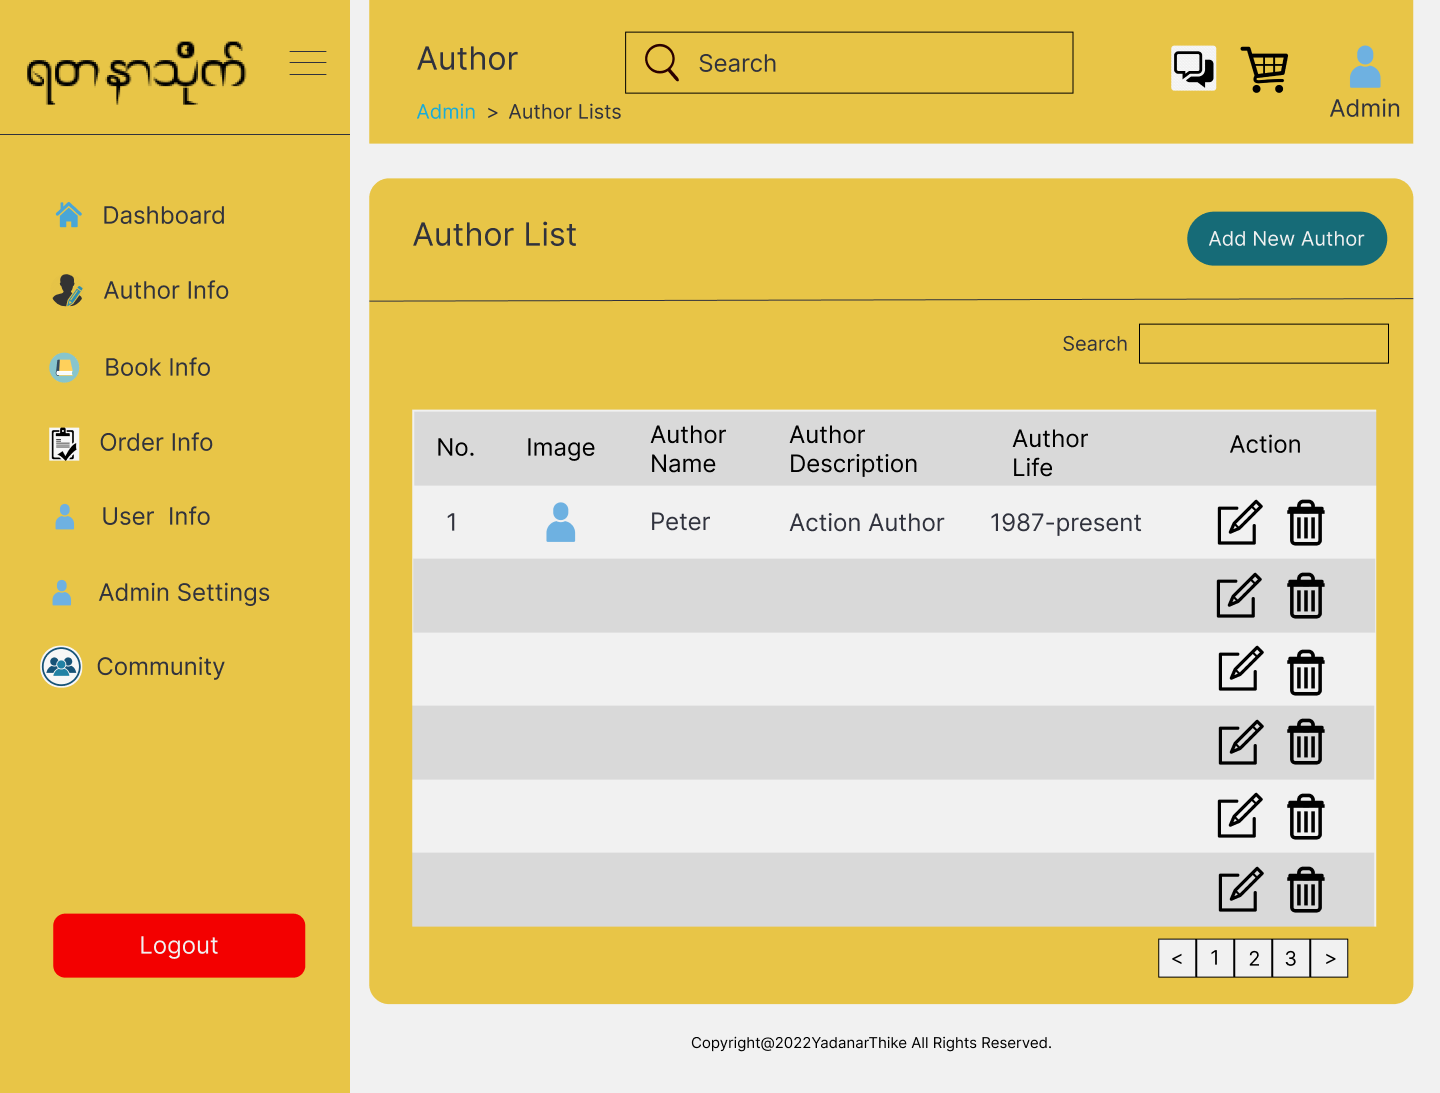 ရတနာသိုက်
Author
Search
Admin > Author Lists
Admin
Dashboard
Author Info
Book Info
Order Info
User Info
Admin Settings
Community
Logout
Author List
Add New Author
Search
No. Image Author Name Author Description Author Life Action
1 Peter Action Author 1987-present
< 1 2 3 >
Copyright@2022YadanarThike All Rights Reserved.